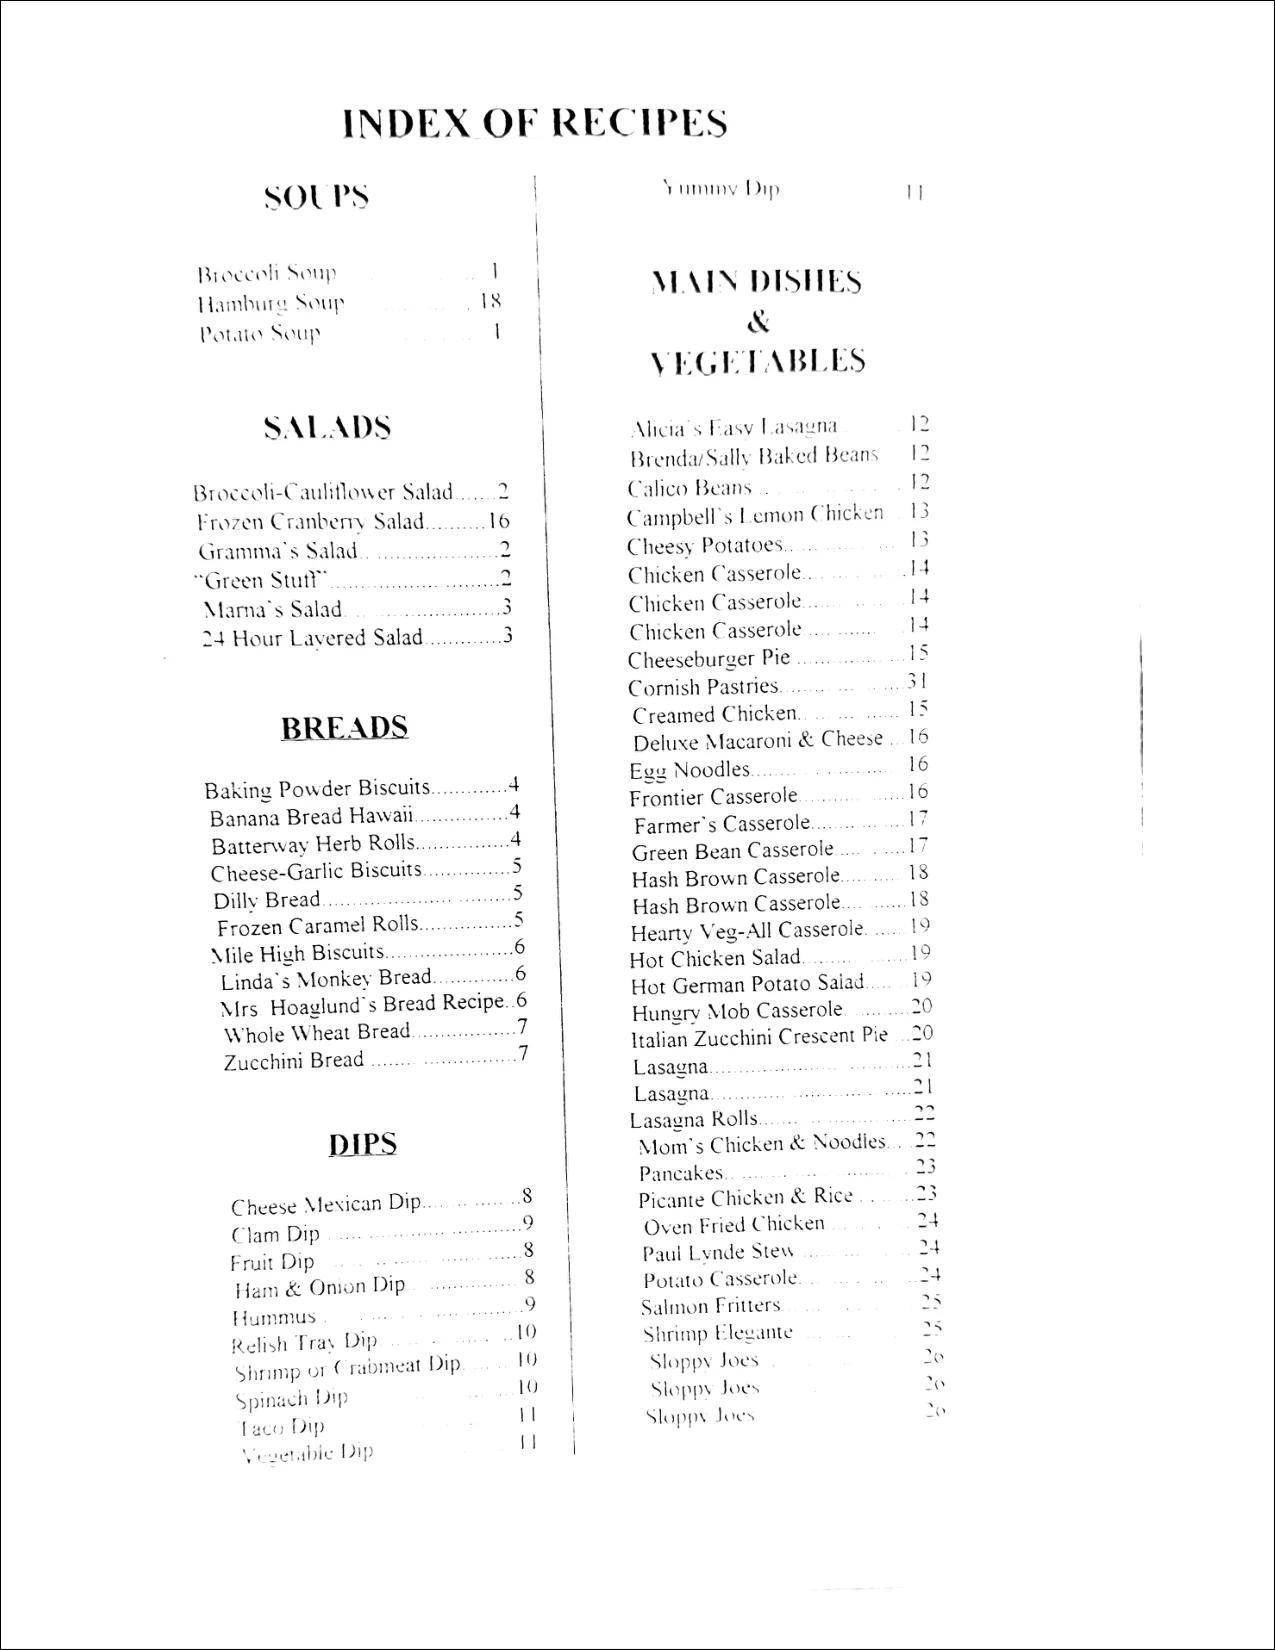 INDEX OF RECIPES
SOUPS
Broccoli Soup 1
Hamburg Soup 18
Potato Soup 1
SALADS
Broccoli-Cauliflower Salad.......2
Frozen Cranberry Salad..........16
Gramma's Salad......................2
"Green Stuff"............................2
Marna's Salad..........................3
24 Hour Layered Salad.............3
BREADS
Baking Powder Biscuits.............4
Banana Bread Hawaii................4
Batterway Herb Rolls................4
Cheese-Garlic Biscuits...............5
Dilly Bread................................5
Frozen Caramel Rolls................5
Mile High Biscuits......................6
Linda's Monkey Bread..............6
Mrs Hoaglund's Bread Recipe..6
Whole Wheat Bread..................7
Zucchini Bread .........................7
DIPS
Cheese Mexican Dip.................8
Clam Dip ................................9
Fruit Dip ................................8
Ham & Onion Dip ................ 8
Hummus ................................9
Relish Tray Dip ......................10
Shrimp or Crabmeat Dip........ 10
Spinach Dip 10
Taco Dip 11
Vegetable Dip 11
Yummy Dip 11
MAIN DISHES
&
VEGETABLES
Alicia's Easy Lasagna 12
Brenda/Sally Baked Beans 12
Calico Beans 12
Campbell's Lemon Chicken 13
Cheesy Potatoes.. 13
Chicken Casserole.... 14
Chicken Casserole.... 14
Chicken Casserole ........... 14
Cheeseburger Pie ................15
Cornish Pastries....................31
Creamed Chicken................ 15
Deluxe Macaroni & Cheese ...16
Egg Noodles........................ 16
Frontier Casserole................16
Farmer's Casserole...............17
Green Bean Casserole...........17
Hash Brown Casserole.......... 18
Hash Brown Casserole...........18
Hearty Veg-All Casserole....... 19
Hot Chicken Salad................19
Hot German Potato Salad..... 19
Hungry Mob Casserole..........20
Italian Zucchini Crescent Pie ..20
Lasagna...............................21
Lasagna...............................21
Lasagna Rolls.......................22
Mom's Chicken & Noodles... 22
Pancakes............................. 23
Picante Chicken & Rice ........23
Oven Fried Chicken 24
Paul Lynde Stew 24
Potato Casserole.................24
Salmon Fritters 25
Shrimp Elegante 25
Sloppy Joes 26
Sloppy Joes 26
Sloppy Joes 26